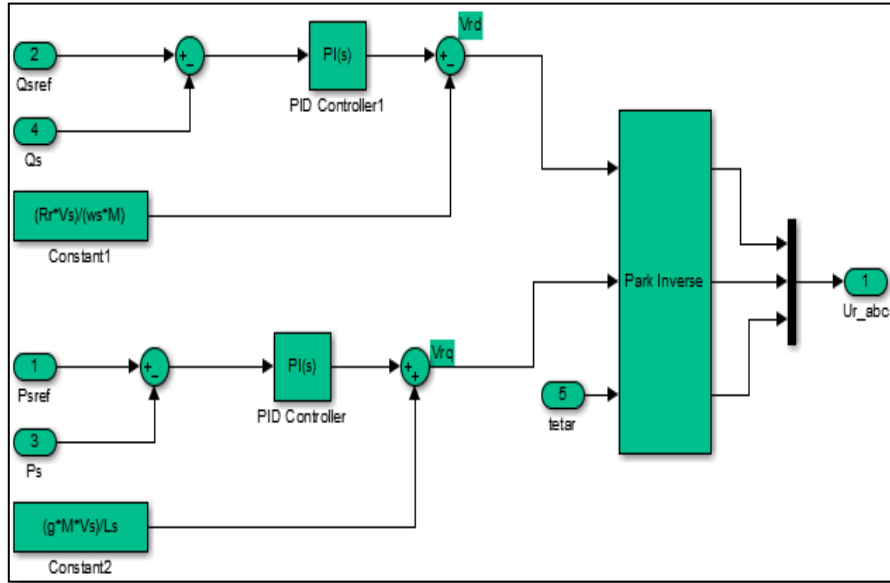 Vrd
2
Qsref
+
-
PI(s)
PID Controller1
+
-
4
Qs
(Rr*Vs)/(ws*M)
Constant1
Park Inverse
1
Ur_abc
1
Psref
+
-
PI(s)
PID Controller
+
+
Vrq
5
tetar
3
Ps
(g*M*Vs)/Ls
Constant2